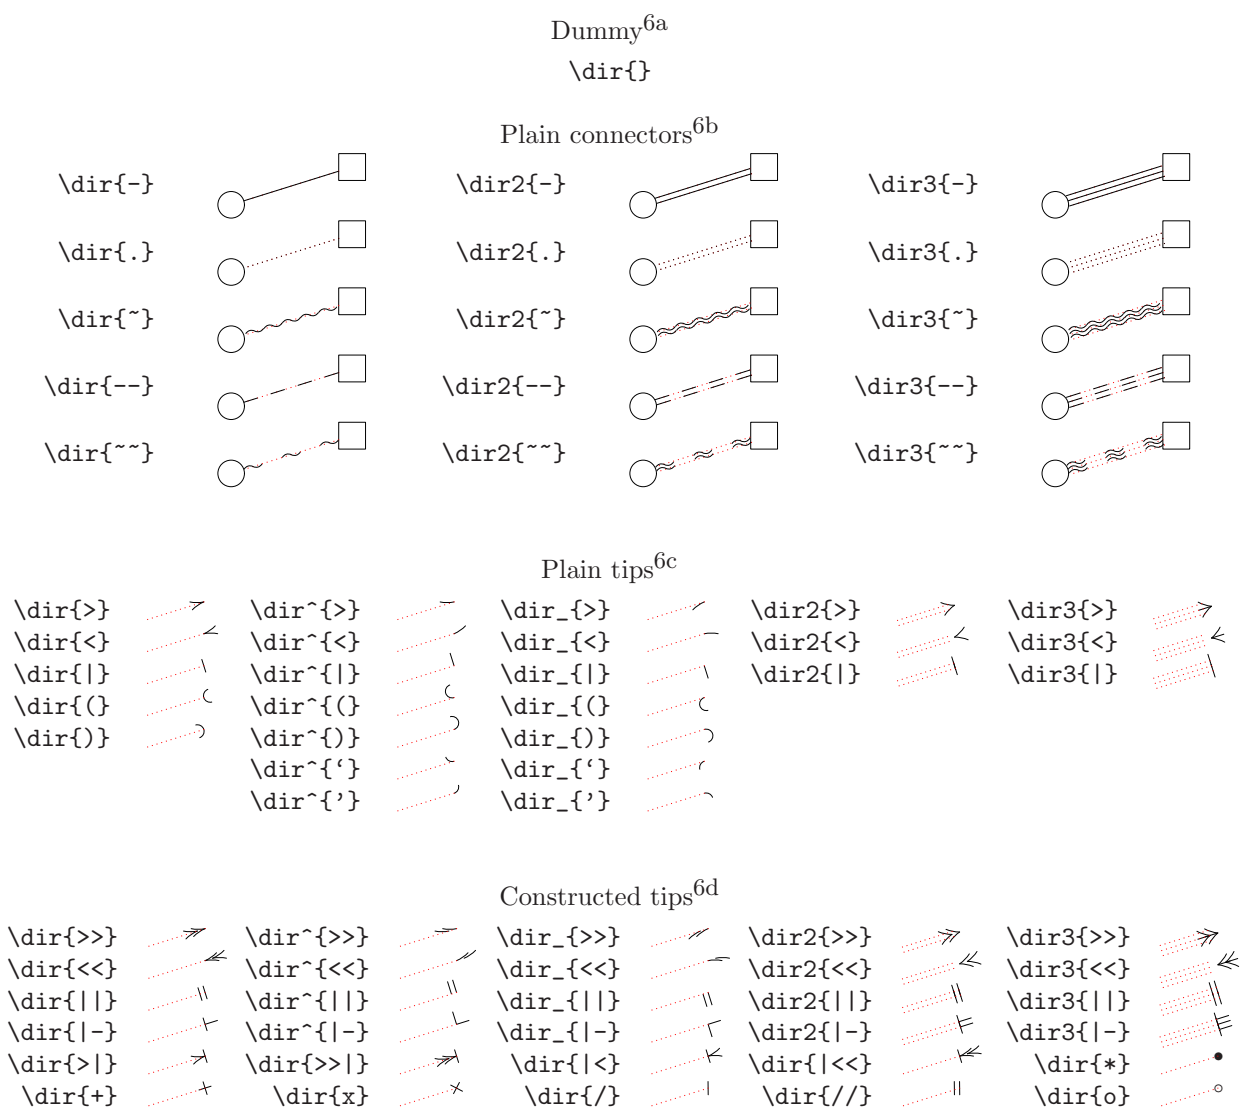 Dummy6a
\dir{}
Plain connectors6b
\dir{-} \dir2{-} \dir3{-}
\dir{.} \dir2{.} \dir3{.}
\dir{~} \dir2{~} \dir3{~}
\dir{--} \dir2{--} \dir3{--}
\dir{~~} \dir2{~~} \dir3{~~}
Plain tips6c
\dir{>} \dir^{>} \dir_{>} \dir2{>} \dir3{>}
\dir{<} \dir^{<} \dir_{<} \dir2{<} \dir3{<}
\dir{|} \dir^{|} \dir_{|} \dir2{|} \dir3{|}
\dir{(} \dir^{(} \dir_{(}
\dir{)} \dir^{)} \dir_{)}
\dir^{‘} \dir_{‘}
\dir^{’} \dir_{’}
Constructed tips6d
\dir{>>} \dir^{>>} \dir_{>>} \dir2{>>} \dir3{>>}
\dir{<<} \dir^{<<} \dir_{<<} \dir2{<<} \dir3{<<}
\dir{||} \dir^{||} \dir_{||} \dir2{||} \dir3{||}
\dir{|-} \dir^{|-} \dir_{|-} \dir2{|-} \dir3{|-}
\dir{>|} \dir{>>|} \dir{|<} \dir{|<<} \dir{*}
\dir{+} \dir{x} \dir{/} \dir{//} \dir{o}